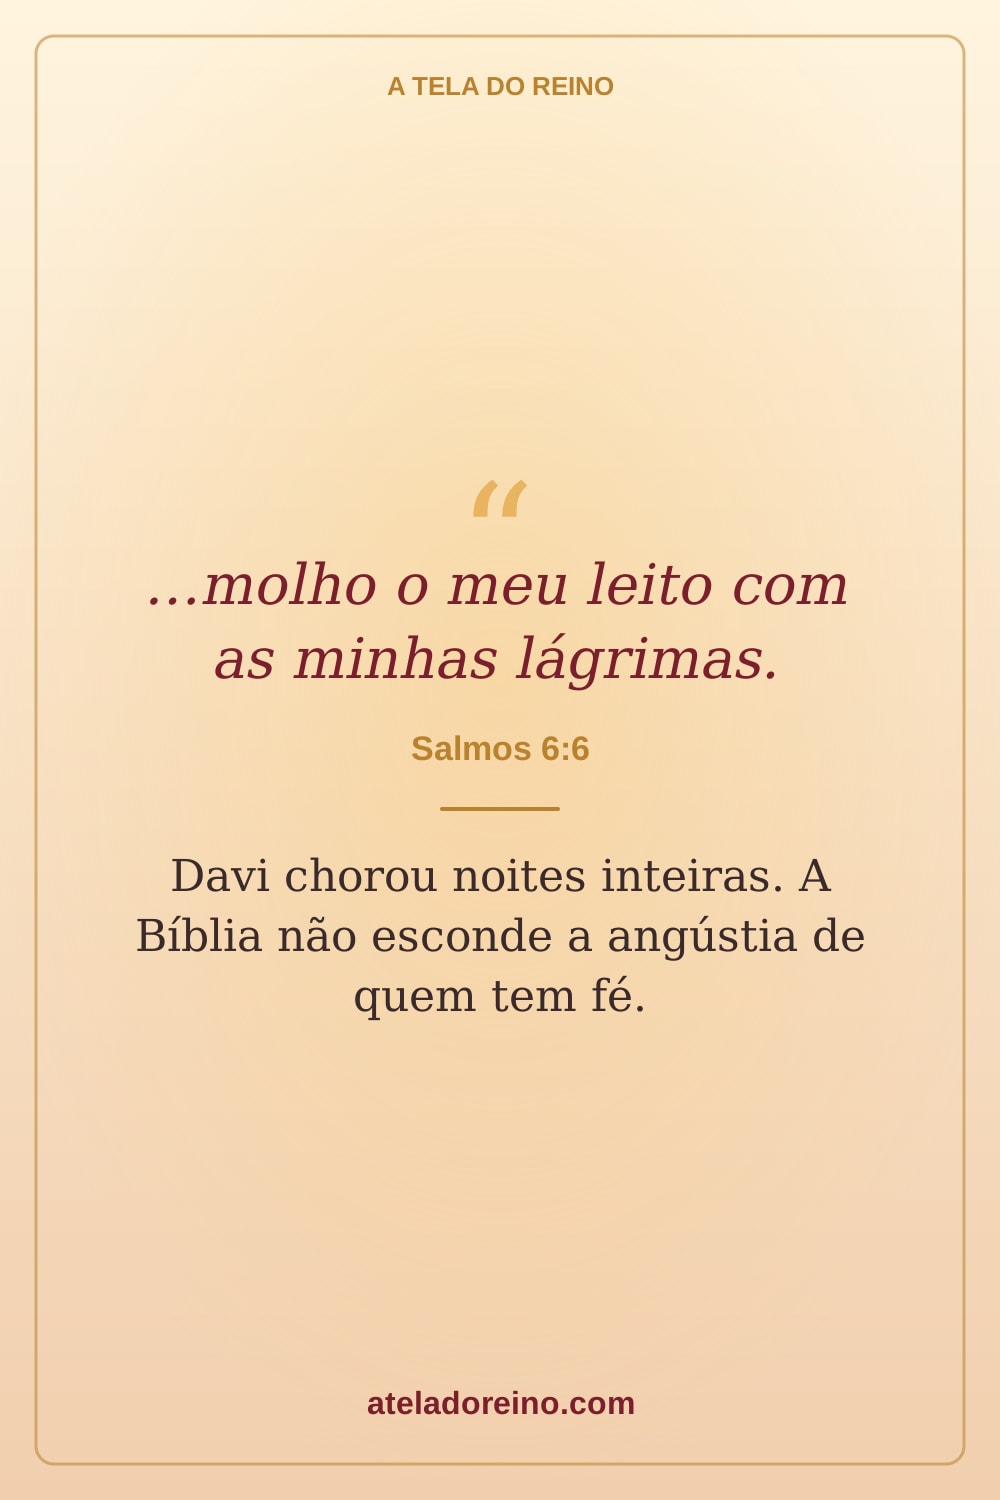 A TELA DO REINO
“
...molho o meu leito com
as minhas lágrimas.
Salmos 6:6
Davi chorou noites inteiras. A
Bíblia não esconde a angústia de
quem tem fé.
ateladoreino.com